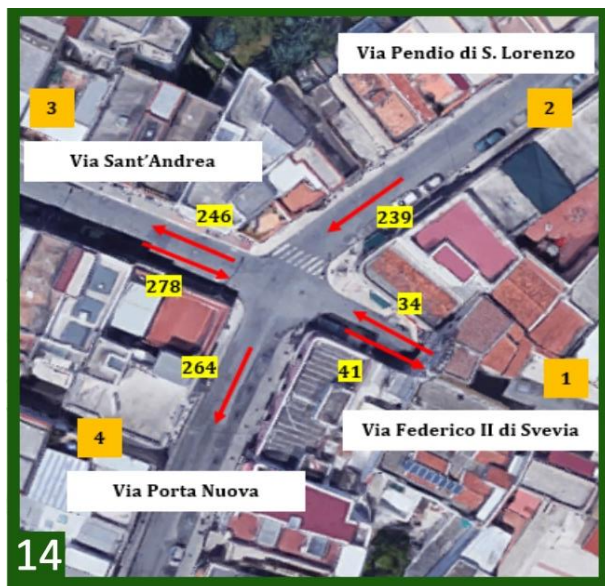 Via Pendio di S. Lorenzo
3
2
Via Sant'Andrea
246
239
278
34
264
41
1
4
Via Federico II di Svevia
Via Porta Nuova
14